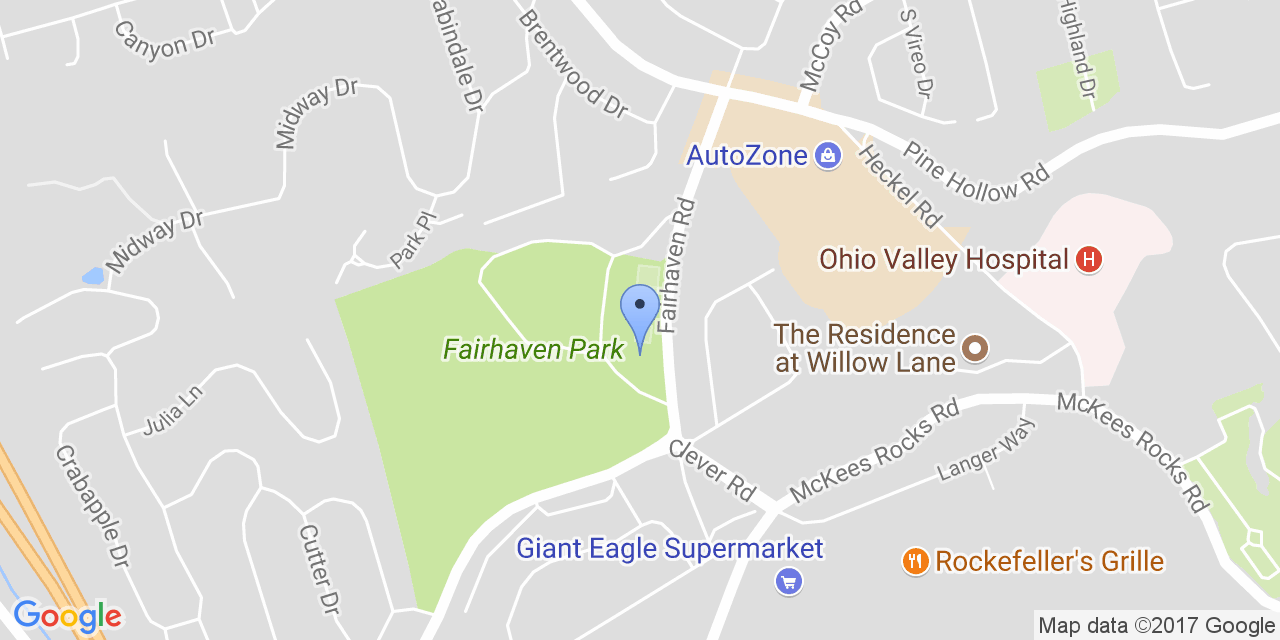 Canyon Dr
Brentwood Dr
McCoy Rd
S Vireo Dr
Highland Dr
Midway Dr
AutoZone
Pine Hollow Rd
Heckel Rd
Midway Dr
Park Pl
Fairhaven Rd
Ohio Valley Hospital
H
Fairhaven Park
The Residence
at Willow Lane
Julia Ln
McKees Rocks Rd
McKees Rocks Rd
Langer Way
Clever Rd
Crabapple Dr
Cutter Dr
Giant Eagle Supermarket
Rockefeller's Grille
Google
Map data ©2017 Google